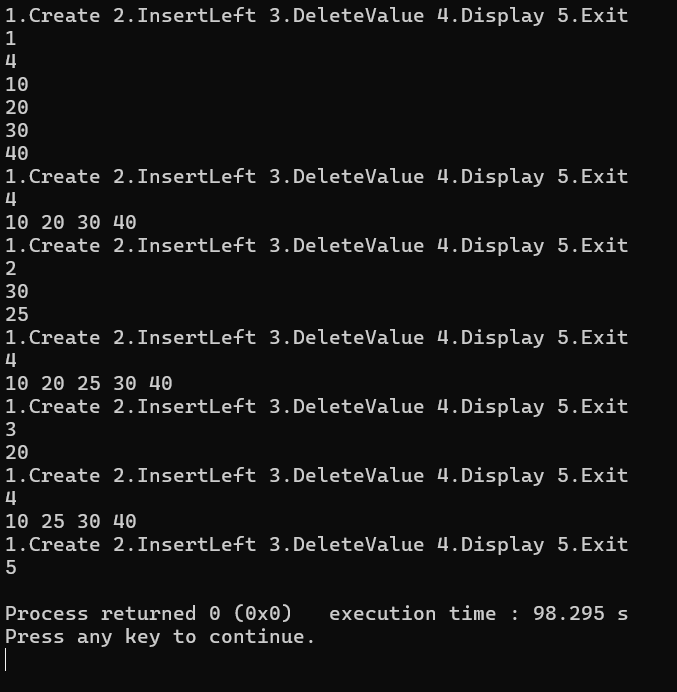 1.Create 2.InsertLeft 3.DeleteValue 4.Display 5.Exit
1
4
10
20
30
40
1.Create 2.InsertLeft 3.DeleteValue 4.Display 5.Exit
4
10 20 30 40
1.Create 2.InsertLeft 3.DeleteValue 4.Display 5.Exit
2
30
25
1.Create 2.InsertLeft 3.DeleteValue 4.Display 5.Exit
4
10 20 25 30 40
1.Create 2.InsertLeft 3.DeleteValue 4.Display 5.Exit
3
20
1.Create 2.InsertLeft 3.DeleteValue 4.Display 5.Exit
4
10 25 30 40
1.Create 2.InsertLeft 3.DeleteValue 4.Display 5.Exit
5
Process returned 0 (0x0)   execution time : 98.295 s
Press any key to continue.